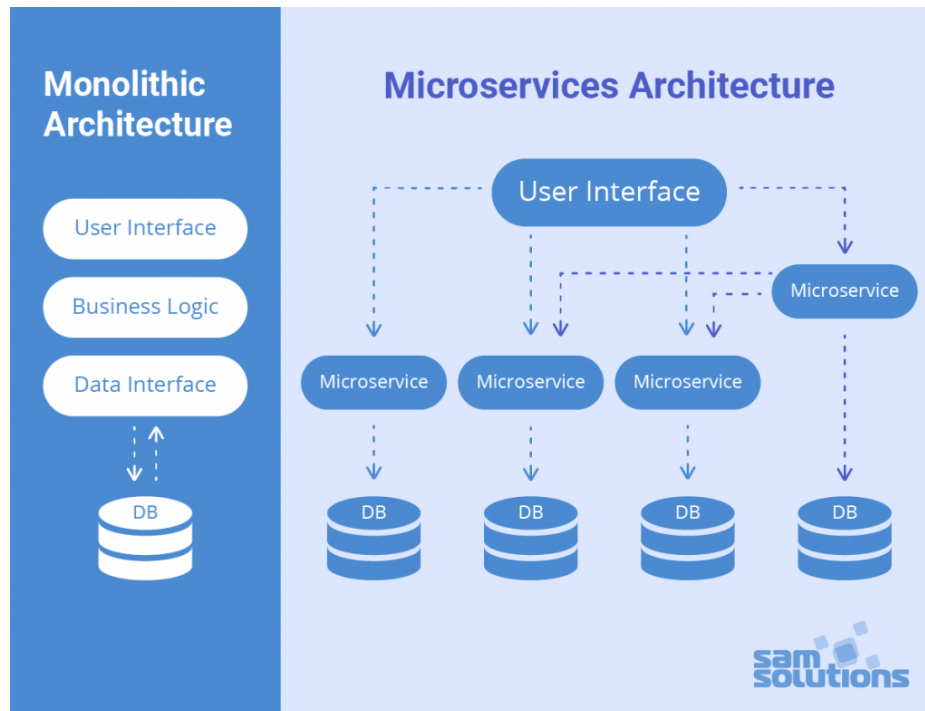 Monolithic
Architecture
User Interface
Business Logic
Data Interface
DB
Microservices Architecture
User Interface
Microservice
Microservice
Microservice
Microservice
DB
DB
DB
DB
sam
solutions